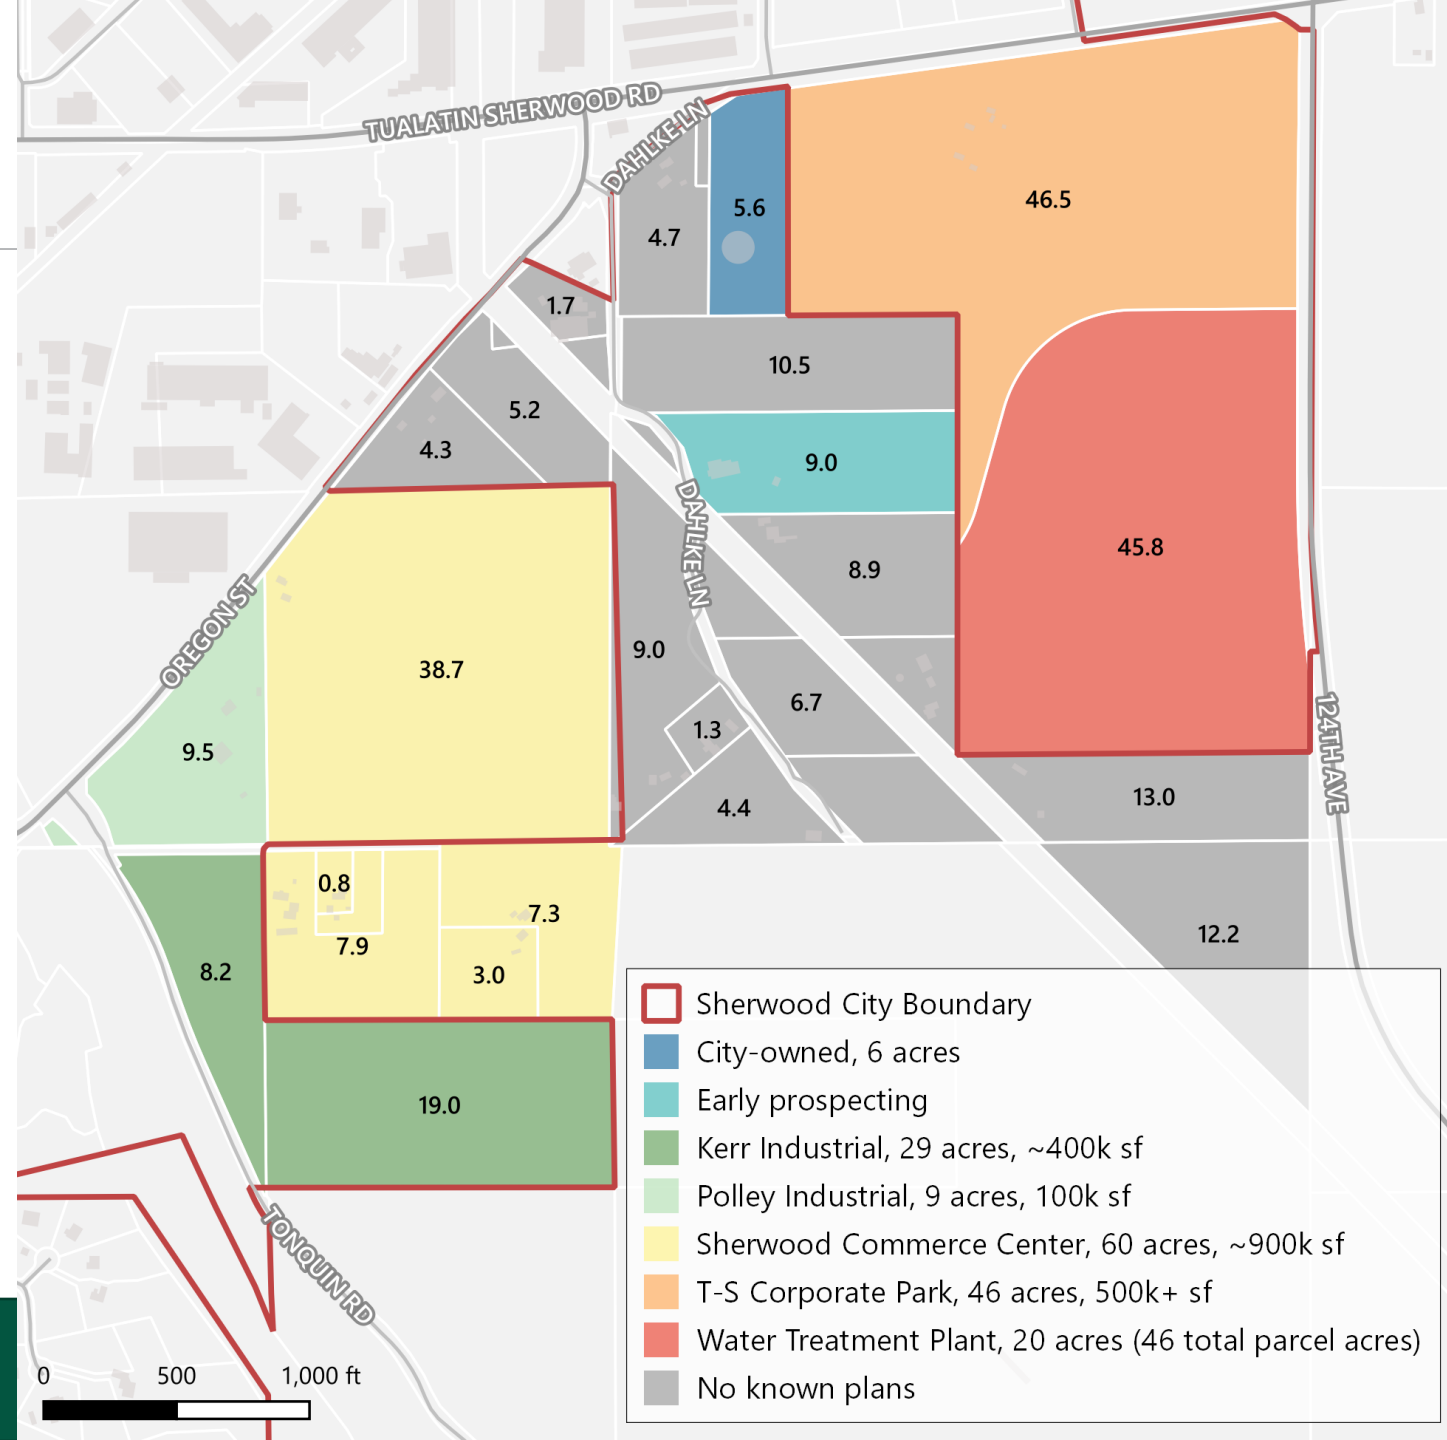 TUALATIN SHERWOOD RD
DAHLKE LN
46.5
5.6
4.7
1.7
10.5
5.2
4.3
9.0
DAHLKE LN
45.8
8.9
OREGON ST
9.0
38.7
6.7
1.3
9.5
124TH AVE
13.0
4.4
0.8
7.3
7.9
12.2
8.2
3.0
19.0
TONQUIN RD
Sherwood City Boundary
City-owned, 6 acres
Early prospecting
Kerr Industrial, 29 acres, ~400k sf
Polley Industrial, 9 acres, 100k sf
Sherwood Commerce Center, 60 acres, ~900k sf
T-S Corporate Park, 46 acres, 500k+ sf
Water Treatment Plant, 20 acres (46 total parcel acres)
No known plans
0 500 1,000 ft